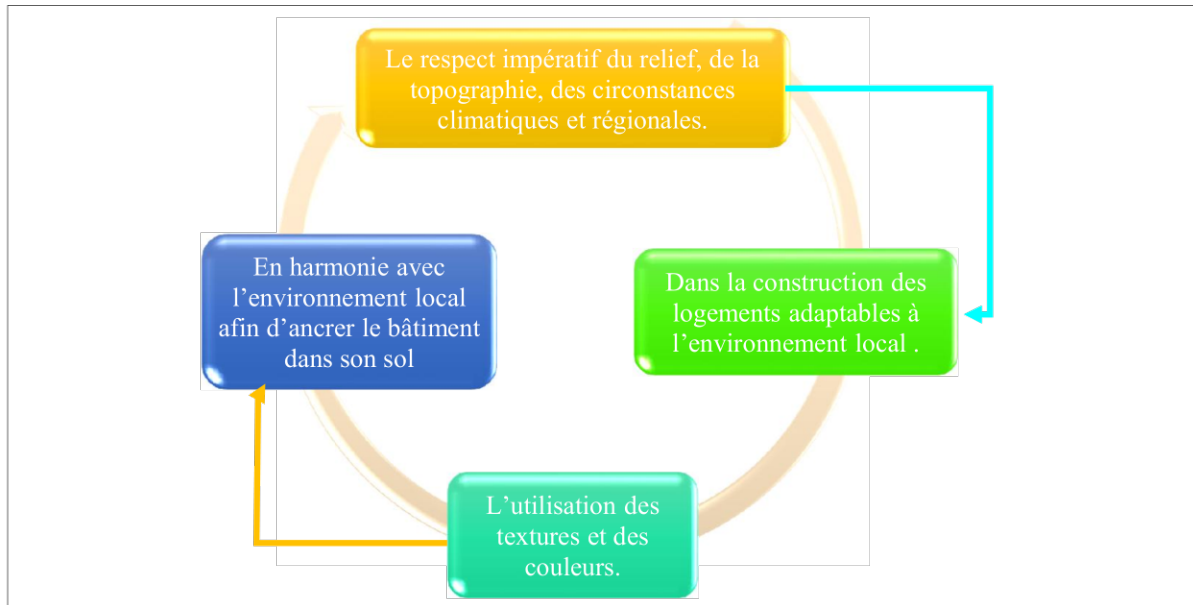 Le respect impératif du relief, de la
topographie, des circonstances
climatiques et régionales.
En harmonie avec
l’environnement local
afin d’ancrer le bâtiment
dans son sol
Dans la construction des
logements adaptables à
l’environnement local .
L’utilisation des
textures et des
couleurs.